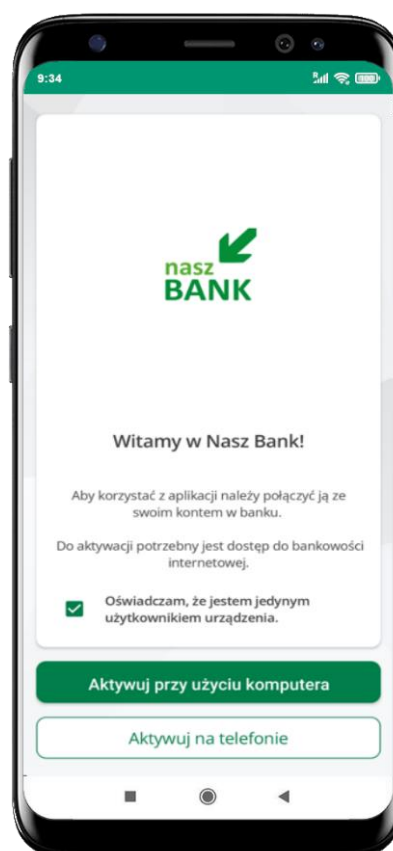 9:34
nasz
BANK
Witamy w Nasz Bank!
Aby korzystać z aplikacji należy połączyć ją ze
swoim kontem w banku.
Do aktywacji potrzebny jest dostęp do bankowości
internetowej.
Oświadczam, że jestem jedynym
użytkownikiem urządzenia.
Aktywuj przy użyciu komputera
Aktywuj na telefonie